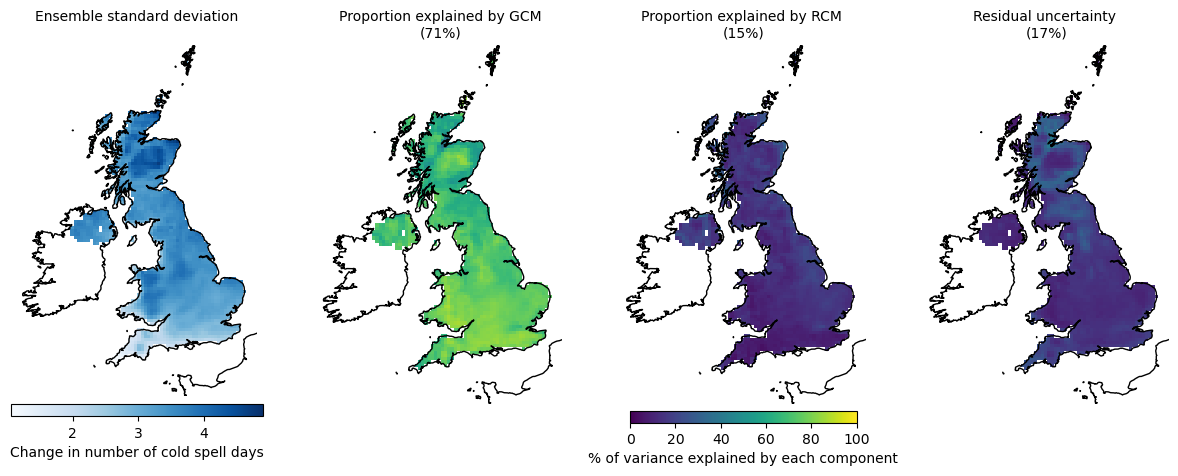 Ensemble standard deviation
Proportion explained by GCM
(71%)
Proportion explained by RCM
(15%)
Residual uncertainty
(17%)
2 3 4
Change in number of cold spell days
0 20 40 60 80 100
% of variance explained by each component